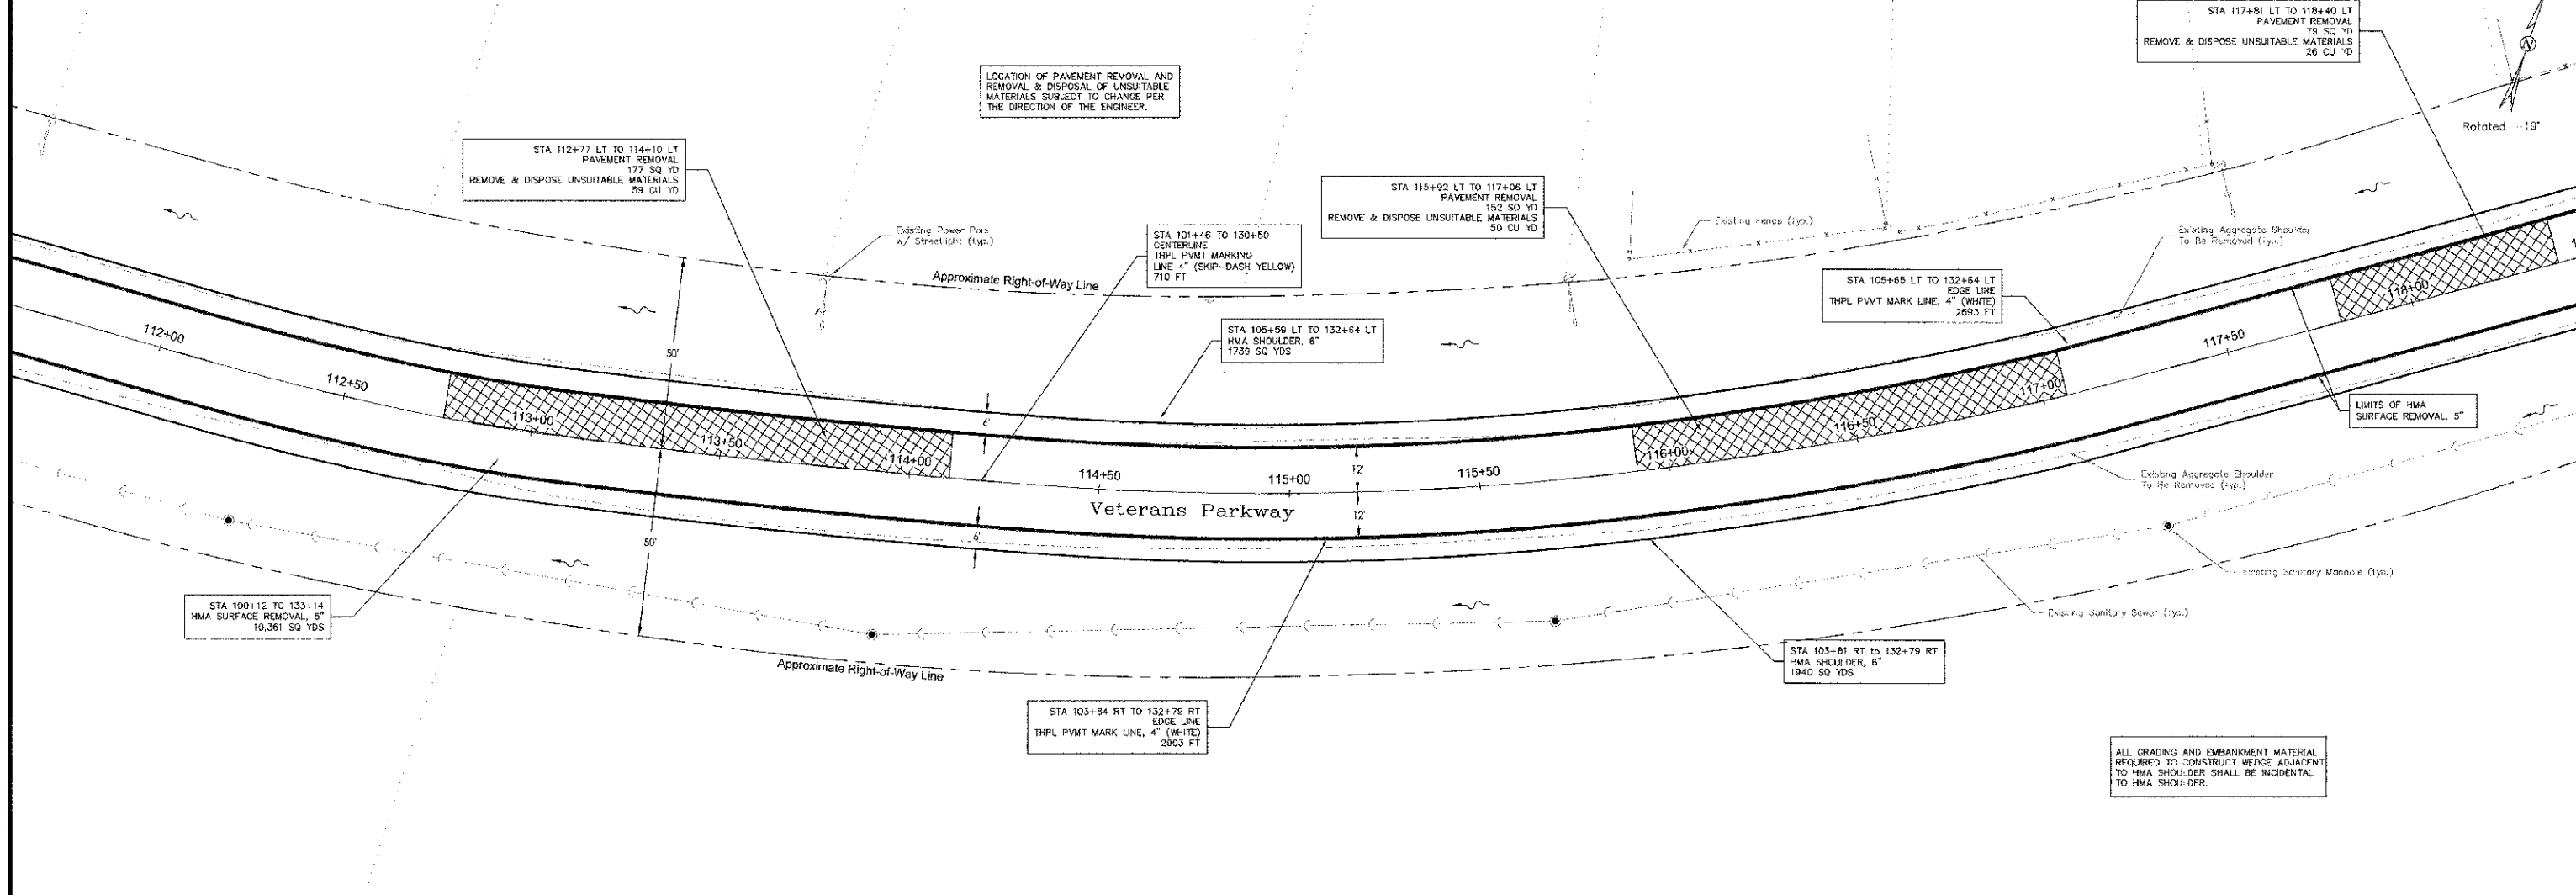 STA 117+81 LT TO 118+40 LT
PAVEMENT REMOVAL
79 SQ YD
REMOVE & DISPOSE UNSUITABLE MATERIALS
26 CU YD
N
Rotated -19°
LOCATION OF PAVEMENT REMOVAL AND
REMOVAL & DISPOSAL OF UNSUITABLE
MATERIALS SUBJECT TO CHANGE PER
THE DIRECTION OF THE ENGINEER.
STA 112+77 LT TO 114+10 LT
PAVEMENT REMOVAL
177 SQ YD
REMOVE & DISPOSE UNSUITABLE MATERIALS
59 CU YD
STA 115+92 LT TO 117+06 LT
PAVEMENT REMOVAL
152 SQ YD
REMOVE & DISPOSE UNSUITABLE MATERIALS
50 CU YD
Existing Power Pole
w/ Streetlight (typ.)
STA 101+46 TO 130+50
CENTERLINE
THPL PVMT MARKING
LINE 4" (SKIP-DASH YELLOW)
710 FT
Existing Fence (typ.)
Existing Aggregate Shoulder
To Be Removed (typ.)
Approximate Right-of-Way Line
STA 105+65 LT TO 132+64 LT
EDGE LINE
THPL PVMT MARK LINE, 4" (WHITE)
2693 FT
STA 105+59 LT TO 132+64 LT
HMA SHOULDER, 6"
1739 SQ YDS
50'
6'
12'
112+00
112+50
113+00
113+50
114+00
114+50
115+00
115+50
116+00
116+50
117+00
117+50
118+00
Veterans Parkway
12'
6'
50'
LIMITS OF HMA
SURFACE REMOVAL, 5"
Existing Aggregate Shoulder
To Be Removed (typ.)
Existing Sanitary Manhole (typ.)
Existing Sanitary Sewer (typ.)
STA 100+12 TO 133+14
HMA SURFACE REMOVAL, 5"
10,361 SQ YDS
Approximate Right-of-Way Line
STA 103+81 RT to 132+79 RT
HMA SHOULDER, 6"
1940 SQ YDS
STA 103+84 RT TO 132+79 RT
EDGE LINE
THPL PVMT MARK LINE, 4" (WHITE)
2903 FT
ALL GRADING AND EMBANKMENT MATERIAL
REQUIRED TO CONSTRUCT WEDGE ADJACENT
TO HMA SHOULDER SHALL BE INCIDENTAL
TO HMA SHOULDER.